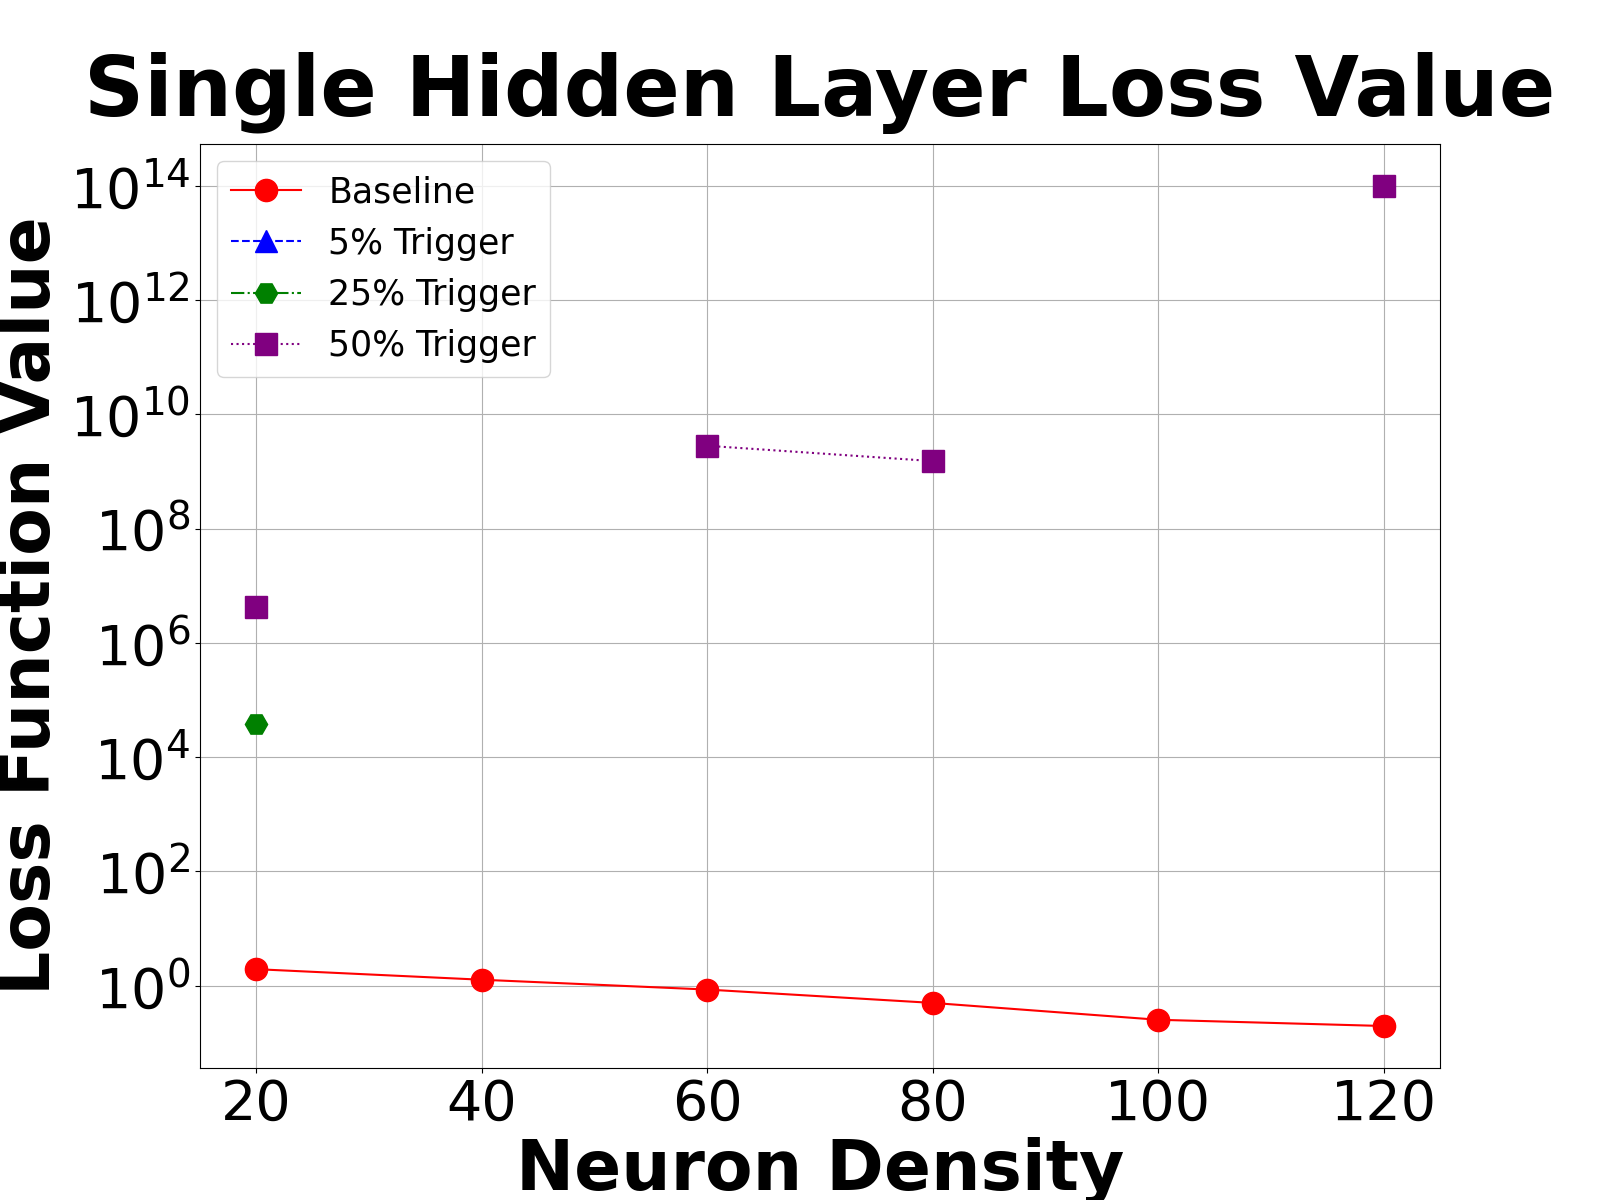 Single Hidden Layer Loss Value
Loss Function Value
10^14
10^12
10^10
10^8
10^6
10^4
10^2
10^0
Baseline
5% Trigger
25% Trigger
50% Trigger
20 40 60 80 100 120
Neuron Density